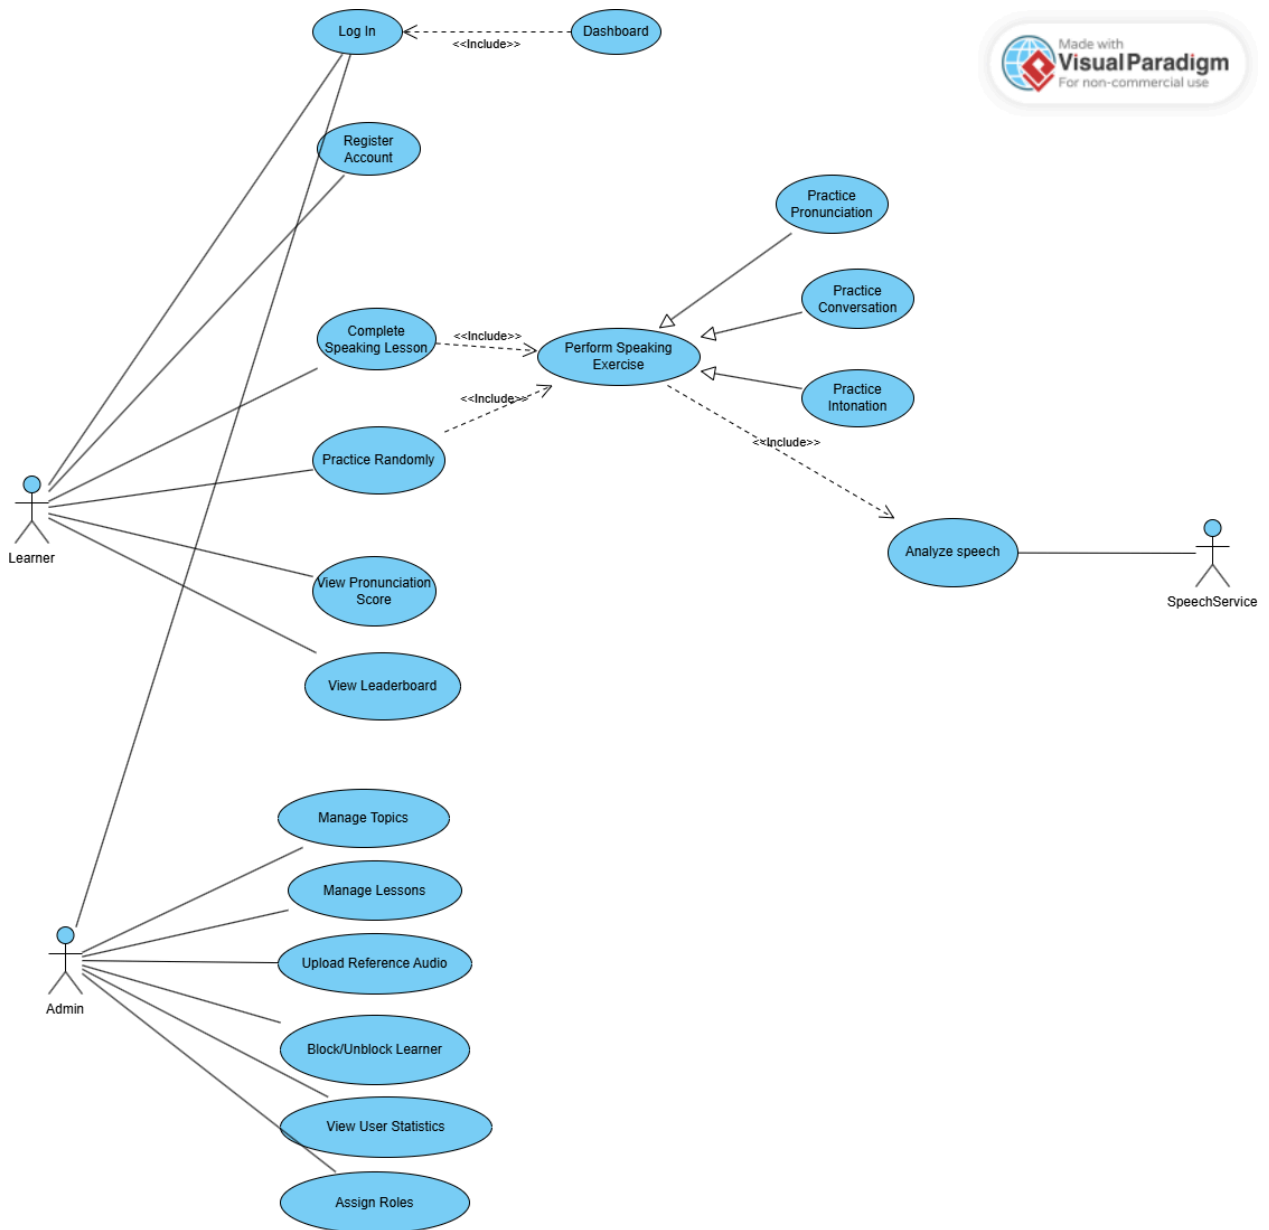 Log In
<<Include>>
Dashboard
Made with
Visual Paradigm
For non-commercial use
Register
Account
Practice
Pronunciation
Practice
Conversation
Complete
Speaking Lesson
<<Include>>
Perform Speaking
Exercise
Practice
Intonation
<<Include>>
Practice Randomly
<<Include>>
Learner
Analyze speech
SpeechService
View Pronunciation
Score
View Leaderboard
Manage Topics
Manage Lessons
Upload Reference Audio
Admin
Block/Unblock Learner
View User Statistics
Assign Roles